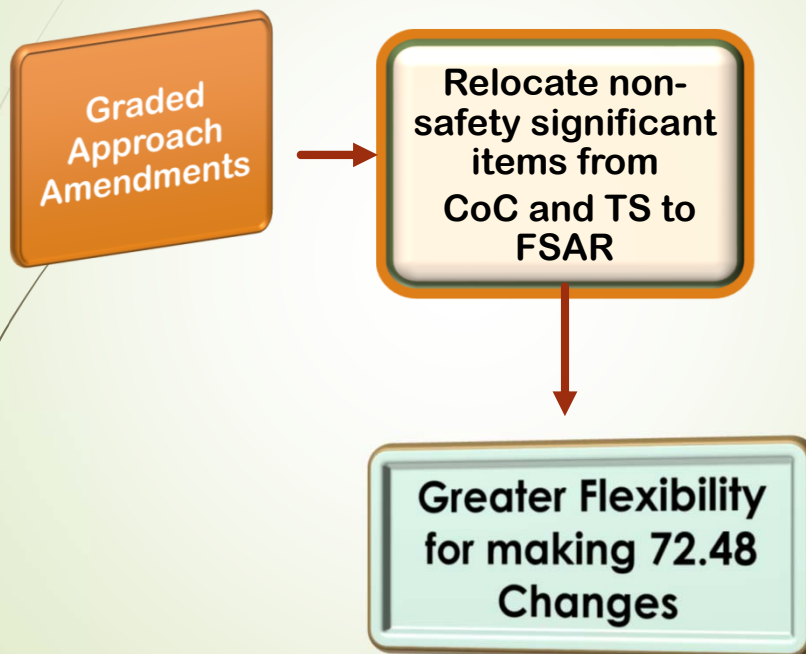 Graded
Approach
Amendments
Relocate non-
safety significant
items from
CoC and TS to
FSAR
Greater Flexibility
for making 72.48
Changes